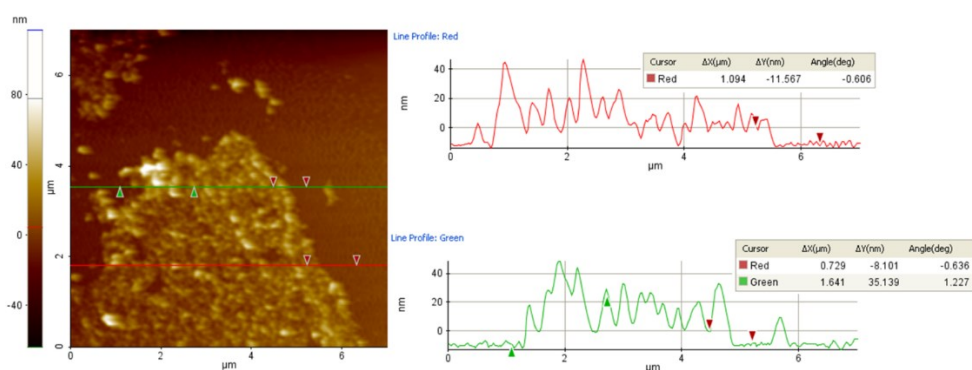 nm
80
40
0
-40
6
4
2
0
μm
2
4
6
μm
Line Profile: Red
40
20
0
nm
0
2
4
6
μm
Cursor ΔX(μm) ΔY(nm) Angle(deg)
Red 1.094 -11.567 -0.606
Line Profile: Green
40
20
0
nm
0
2
4
6
μm
Cursor ΔX(μm) ΔY(nm) Angle(deg)
Red 0.729 -8.101 -0.636
Green 1.641 35.139 1.227